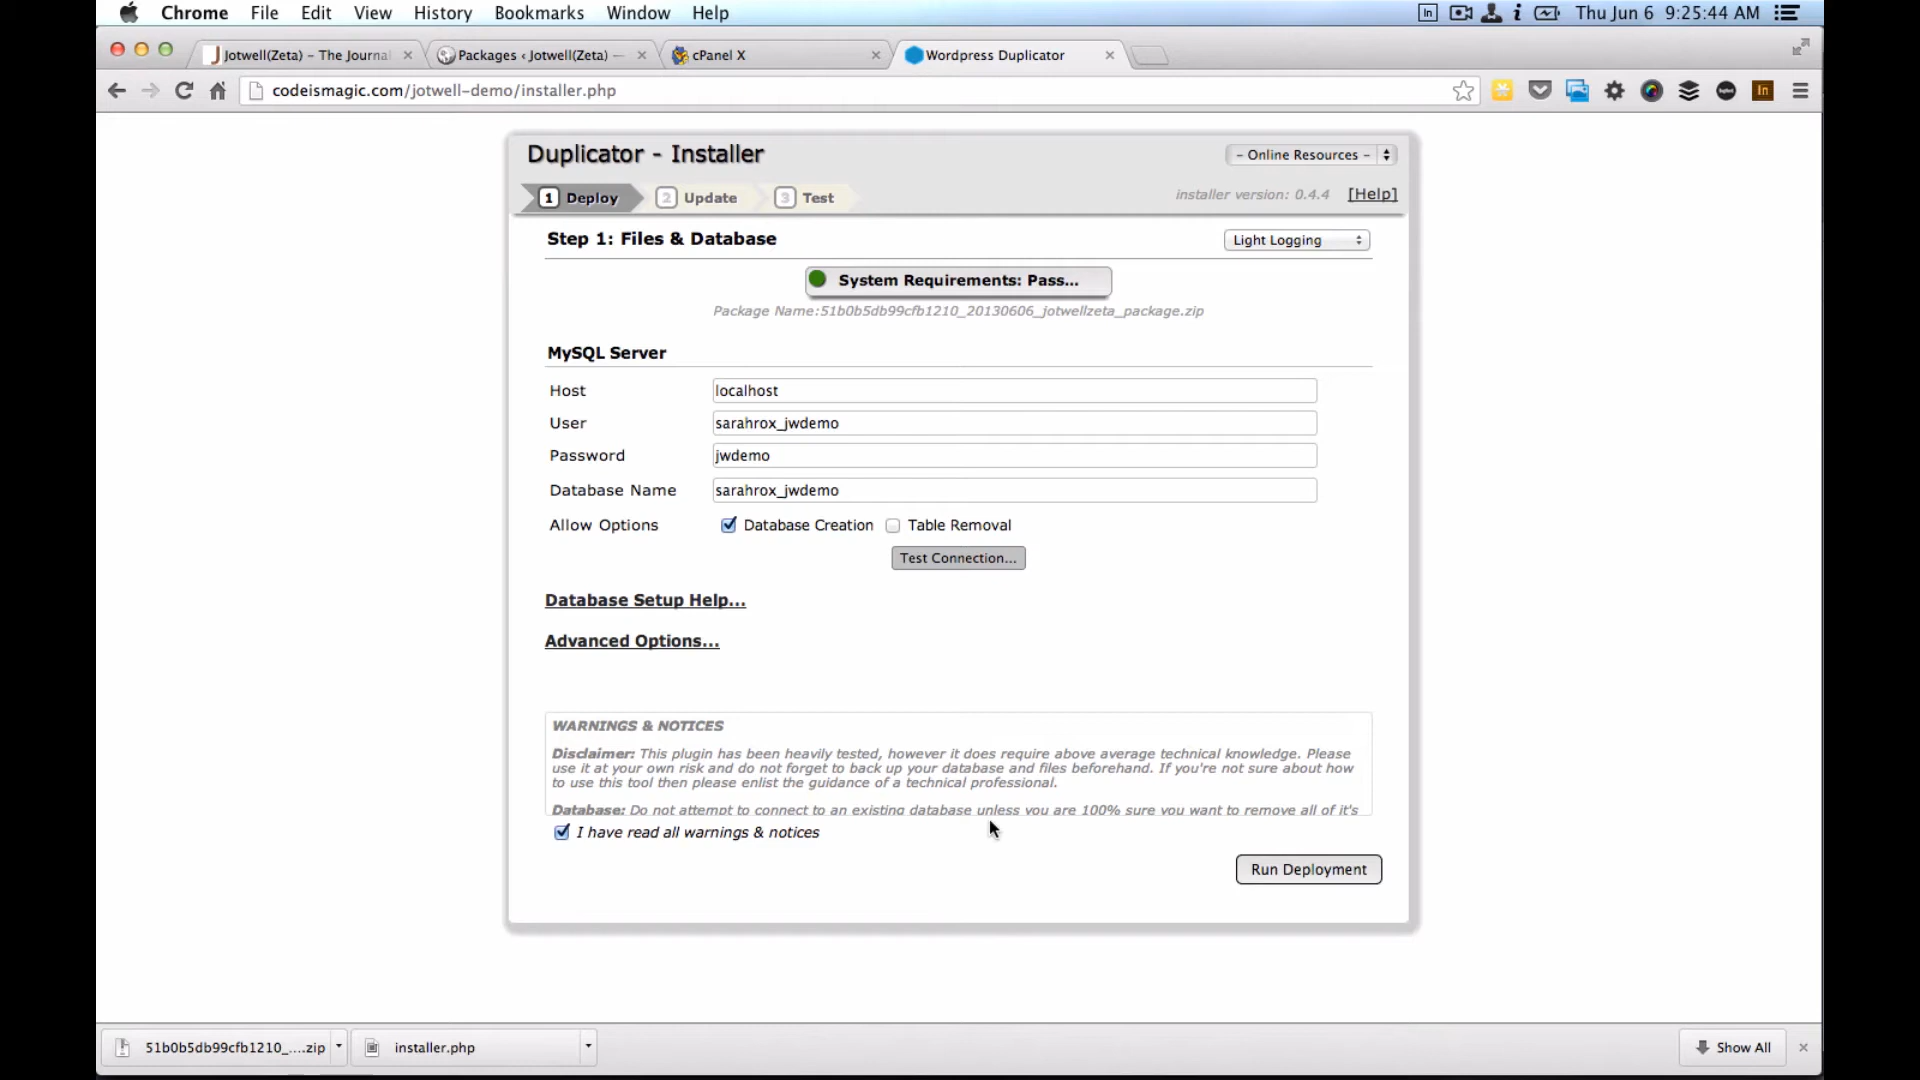 Chrome File Edit View History Bookmarks Window Help Thu Jun 6 9:25:44 AM
Jotwell(Zeta) – The Journal Packages ‹ Jotwell(Zeta) — cPanel X Wordpress Duplicator
codeismagic.com/jotwell-demo/installer.php
Duplicator - Installer
- Online Resources -
1 Deploy 2 Update 3 Test
installer version: 0.4.4 [Help]
Step 1: Files & Database
Light Logging
System Requirements: Pass...
Package Name:51b0b5db99cfb1210_20130606_jotwellzeta_package.zip
MySQL Server
Host localhost
User sarahrox_jwdemo
Password jwdemo
Database Name sarahrox_jwdemo
Allow Options Database Creation Table Removal
Test Connection...
Database Setup Help...
Advanced Options...
WARNINGS & NOTICES
Disclaimer: This plugin has been heavily tested, however it does require above average technical knowledge. Please
use it at your own risk and do not forget to back up your database and files beforehand. If you're not sure about how
to use this tool then please enlist the guidance of a technical professional.
Database: Do not attempt to connect to an existing database unless you are 100% sure you want to remove all of it's
I have read all warnings & notices
Run Deployment
51b0b5db99cfb1210_....zip installer.php Show All